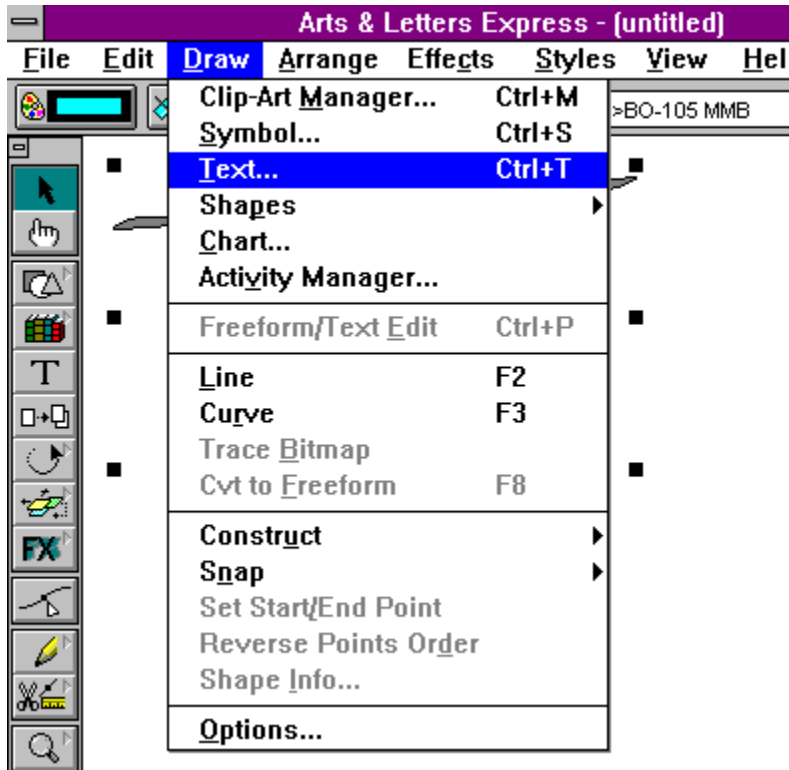 Arts & Letters Express - (untitled)
File Edit Draw Arrange Effects Styles View Hel
>BO-105 MMB
Clip-Art Manager... Ctrl+M
Symbol... Ctrl+S
Text... Ctrl+T
Shapes
Chart...
Activity Manager...
Freeform/Text Edit Ctrl+P
Line F2
Curve F3
Trace Bitmap
Cvt to Freeform F8
Construct
Snap
Set Start/End Point
Reverse Points Order
Shape Info...
Options...
T
FX